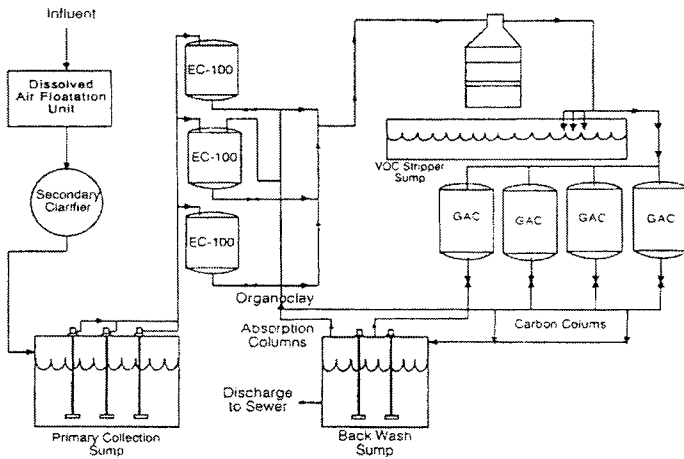 Influent
Dissolved
Air Floatation
Unit
Secondary
Clarifier
EC-100
EC-100
EC-100
Organoclay
Absorption
Columns
VOC Stripper
Sump
GAC
GAC
GAC
GAC
Carbon Colums
Discharge
to Sewer
Primary Collection
Sump
Back Wash
Sump